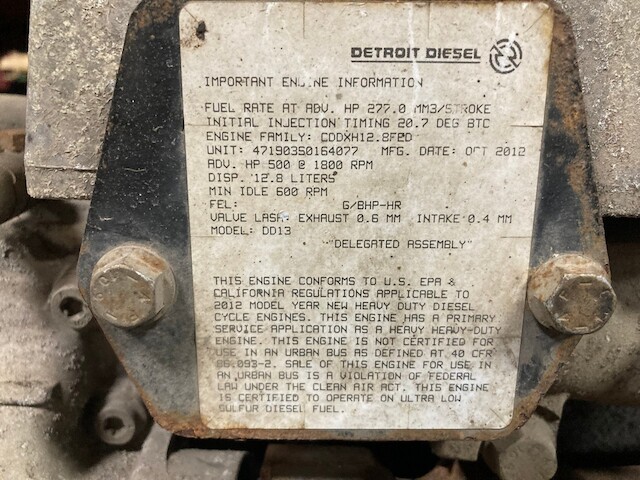 DETROIT DIESEL
IMPORTANT ENGINE INFORMATION
FUEL RATE AT ADV. HP 277.0 MM3/STROKE
INITIAL INJECTION TIMING 20.7 DEG BTC
ENGINE FAMILY: CDDXH12.8FED
UNIT: 471903S0164077 MFG. DATE: OCT 2012
ADV. HP 500 @ 1800 RPM
DISP. 12.8 LITERS
MIN IDLE 600 RPM
FEL: G/BHP-HR
VALVE LASH: EXHAUST 0.6 MM INTAKE 0.4 MM
MODEL: DD13
"DELEGATED ASSEMBLY"
THIS ENGINE CONFORMS TO U.S. EPA &
CALIFORNIA REGULATIONS APPLICABLE TO
2012 MODEL YEAR NEW HEAVY DUTY DIESEL
CYCLE ENGINES. THIS ENGINE HAS A PRIMARY
SERVICE APPLICATION AS A HEAVY HEAVY-DUTY
ENGINE. THIS ENGINE IS NOT CERTIFIED FOR
USE IN AN URBAN BUS AS DEFINED AT 40 CFR
86.093-2. SALE OF THIS ENGINE FOR USE IN
AN URBAN BUS IS A VIOLATION OF FEDERAL
LAW UNDER THE CLEAN AIR ACT. THIS ENGINE
IS CERTIFIED TO OPERATE ON ULTRA LOW
SULFUR DIESEL FUEL.